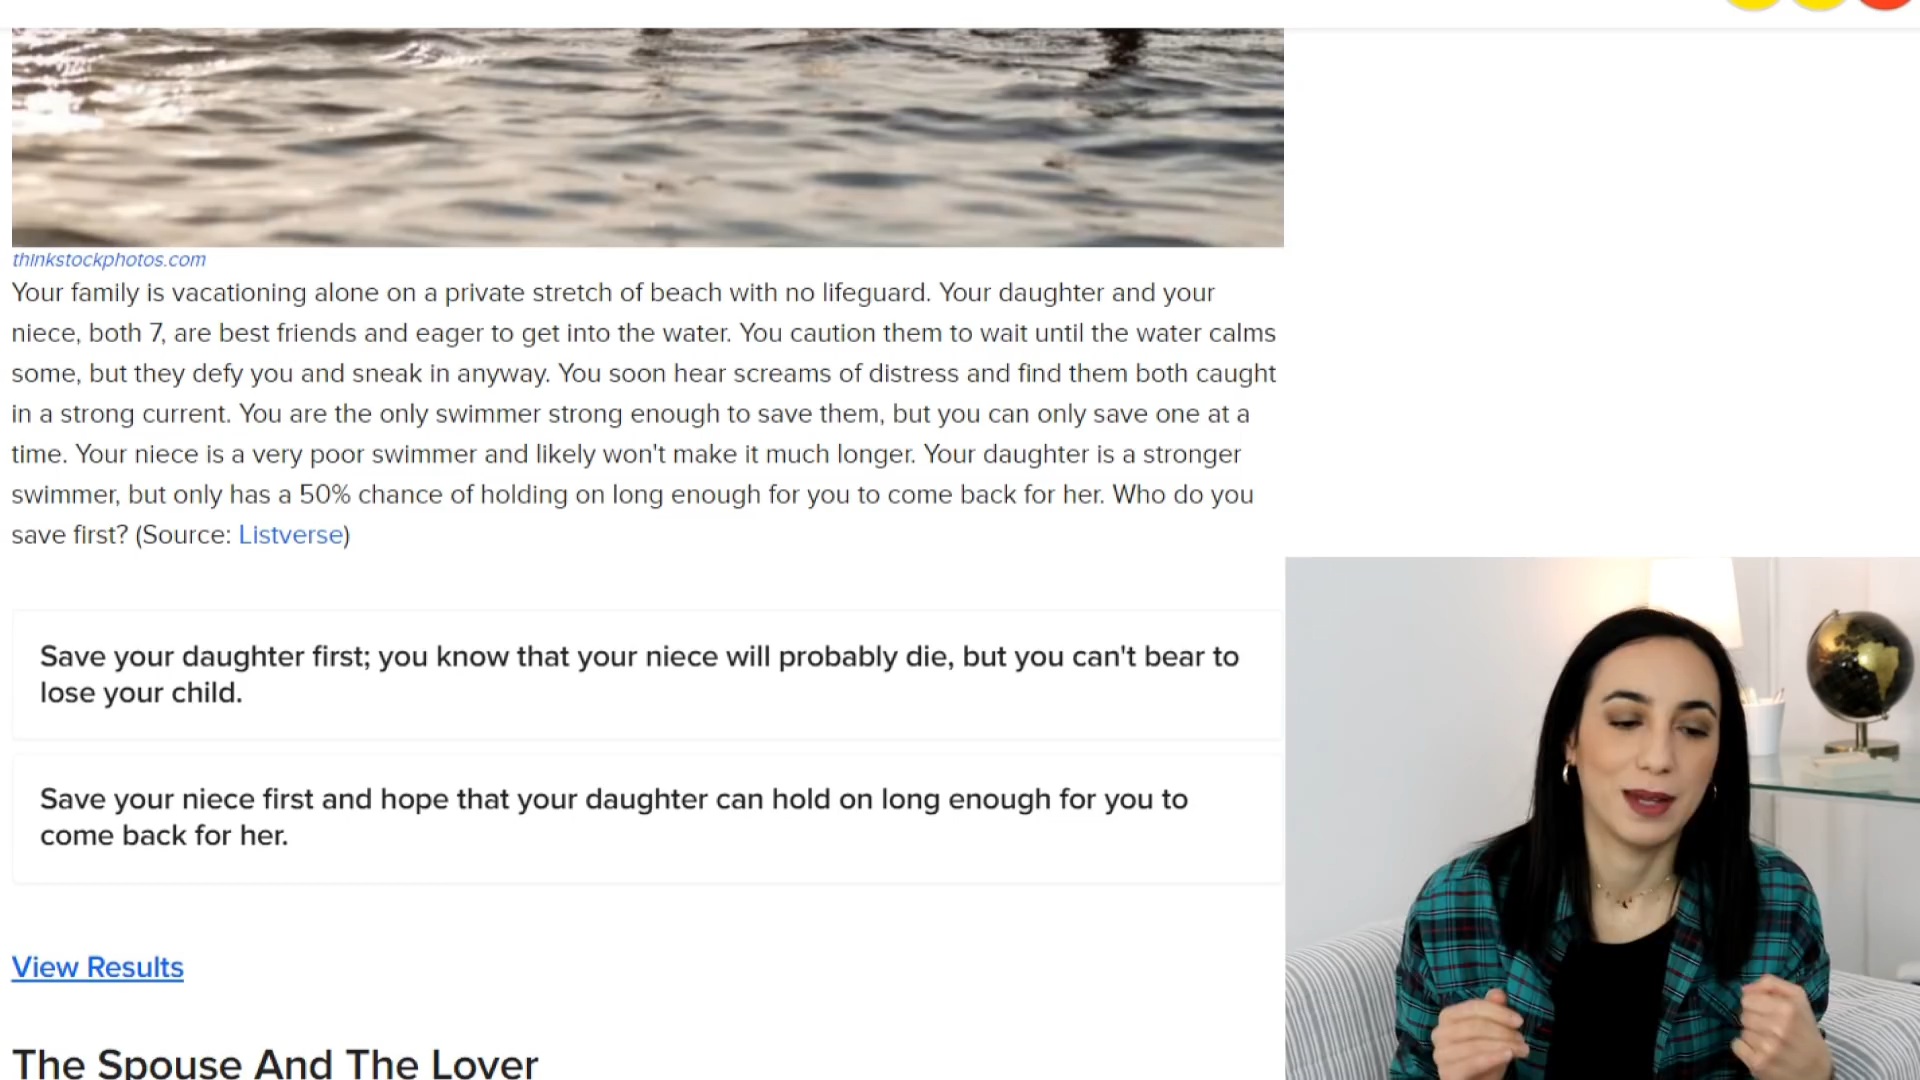 thinkstockphotos.com
Your family is vacationing alone on a private stretch of beach with no lifeguard. Your daughter and your
niece, both 7, are best friends and eager to get into the water. You caution them to wait until the water calms
some, but they defy you and sneak in anyway. You soon hear screams of distress and find them both caught
in a strong current. You are the only swimmer strong enough to save them, but you can only save one at a
time. Your niece is a very poor swimmer and likely won't make it much longer. Your daughter is a stronger
swimmer, but only has a 50% chance of holding on long enough for you to come back for her. Who do you
save first? (Source: Listverse)
Save your daughter first; you know that your niece will probably die, but you can't bear to
lose your child.
Save your niece first and hope that your daughter can hold on long enough for you to
come back for her.
View Results
The Spouse And The Lover